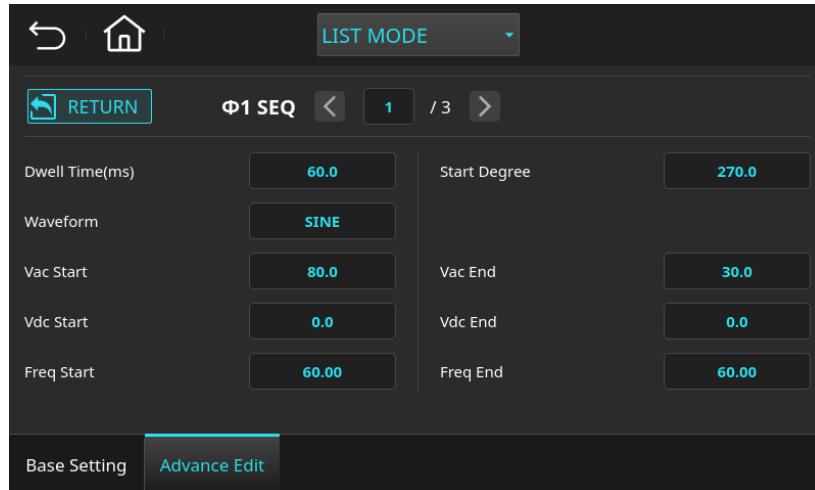 LIST MODE
RETURN Φ1 SEQ 1 / 3
Dwell Time(ms) 60.0 Start Degree 270.0
Waveform SINE
Vac Start 80.0 Vac End 30.0
Vdc Start 0.0 Vdc End 0.0
Freq Start 60.00 Freq End 60.00
Base Setting Advance Edit